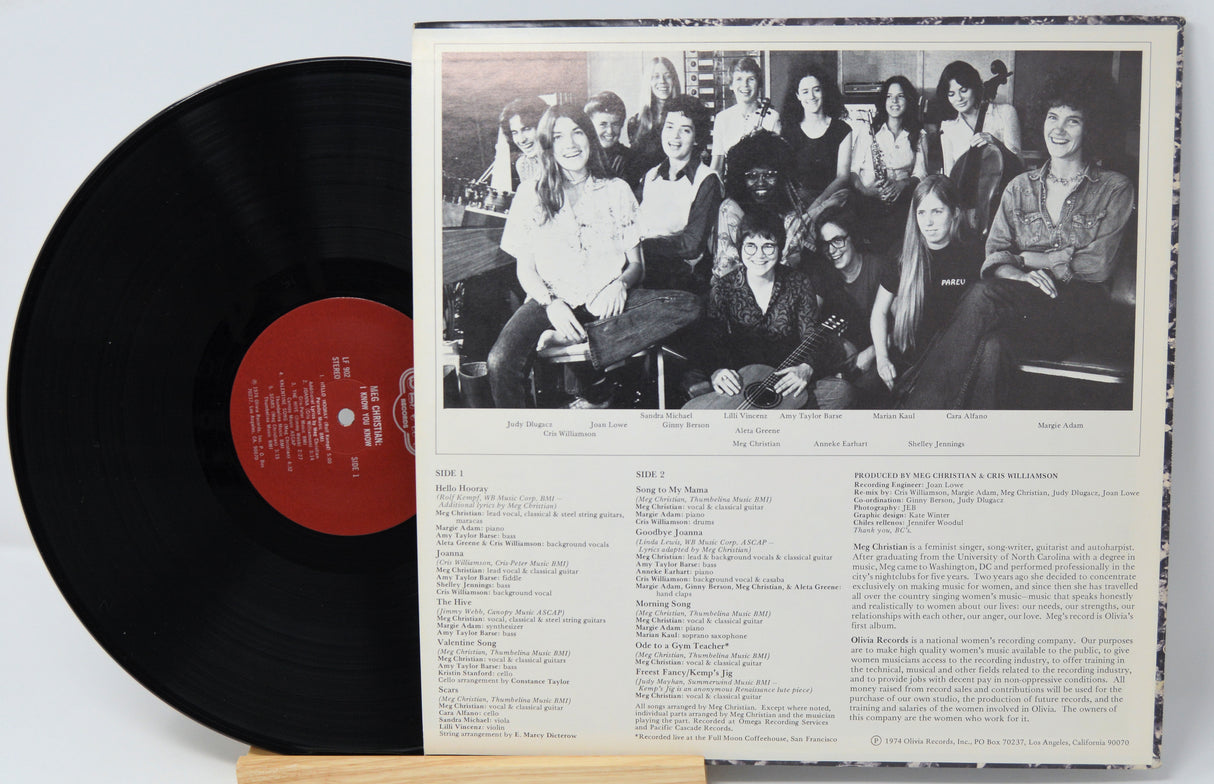 PAREU
Sandra Michael Lilli Vincenz Amy Taylor Barse Marian Kaul Cara Alfano
Judy Dlugacz Joan Lowe Ginny Berson Margie Adam
Cris Williamson Aleta Greene
Meg Christian Anneke Earhart Shelley Jennings
SIDE 1
Hello Hooray
(Rolf Kempf, WB Music Corp. BMI –
Additional lyrics by Meg Christian)
Meg Christian: lead vocal, classical & steel string guitars,
maracas
Margie Adam: piano
Amy Taylor Barse: bass
Aleta Greene & Cris Williamson: background vocals
Joanna
(Cris Williamson, Cris-Peter Music BMI)
Meg Christian: lead vocal & classical guitar
Amy Taylor Barse: fiddle
Shelley Jennings: bass
Cris Williamson: background vocal
The Hive
(Jimmy Webb, Canopy Music ASCAP)
Meg Christian: vocal, classical & steel string guitars
Margie Adam: synthesizer
Amy Taylor Barse: bass
Valentine Song
(Meg Christian, Thumbelina Music BMI)
Meg Christian: vocal & classical guitars
Amy Taylor Barse: bass
Kristin Stanford: cello
Cello arrangement by Constance Taylor
Scars
(Meg Christian, Thumbelina Music BMI)
Meg Christian: vocal & classical guitar
Cara Alfano: cello
Sandra Michael: viola
Lilli Vincenz: violin
String arrangement by E. Marcy Dicterow
SIDE 2
Song to My Mama
(Meg Christian, Thumbelina Music BMI)
Meg Christian: vocal & classical guitar
Margie Adam: piano
Cris Williamson: drums
Goodbye Joanna
(Linda Lewis, WB Music Corp. ASCAP –
Lyrics adapted by Meg Christian)
Meg Christian: lead & background vocals & classical guitar
Amy Taylor Barse: bass
Anneke Earhart: piano
Cris Williamson: background vocal & casaba
Margie Adam, Ginny Berson, Meg Christian, & Aleta Greene:
hand claps
Morning Song
(Meg Christian, Thumbelina Music BMI)
Meg Christian: vocal & classical guitar
Margie Adam: piano
Marian Kaul: soprano saxophone
Ode to a Gym Teacher*
(Meg Christian, Thumbelina Music BMI)
Meg Christian: vocal & classical guitar
Freest Fancy/Kemp's Jig
(Judy Mayhan, Summerwind Music BMI –
Kemp's Jig is an anonymous Renaissance lute piece)
Meg Christian: vocal & classical guitar
All songs arranged by Meg Christian. Except where noted,
individual parts arranged by Meg Christian and the musician
playing the part. Recorded at Omega Recording Services
and Pacific Cascade Records.
*Recorded live at the Full Moon Coffeehouse, San Francisco
PRODUCED BY MEG CHRISTIAN & CRIS WILLIAMSON
Recording Engineer: Joan Lowe
Re-mix by: Cris Williamson, Margie Adam, Meg Christian, Judy Dlugacz, Joan Lowe
Co-ordination: Ginny Berson, Judy Dlugacz
Photography: JEB
Graphic design: Kate Winter
Chiles rellenos: Jennifer Woodul
Thank you, BC's.
Meg Christian is a feminist singer, song-writer, guitarist and autoharpist.
After graduating from the University of North Carolina with a degree in
music, Meg came to Washington, DC and performed professionally in the
city's nightclubs for five years. Two years ago she decided to concentrate
exclusively on making music for women, and since then she has travelled
all over the country singing women's music—music that speaks honestly
and realistically to women about our lives: our needs, our strengths, our
relationships with each other, our anger, our love. Meg's record is Olivia's
first album.
Olivia Records is a national women's recording company. Our purposes
are to make high quality women's music available to the public, to give
women musicians access to the recording industry, to offer training in
the technical, musical and other fields related to the recording industry,
and to provide jobs with decent pay in non-oppressive conditions. All
money raised from record sales and contributions will be used for the
purchase of our own studio, the production of future records, and the
training and salaries of the women involved in Olivia. The owners of
this company are the women who work for it.
Ⓟ 1974 Olivia Records, Inc., PO Box 70237, Los Angeles, California 90070
MEG CHRISTIAN:
I KNOW YOU KNOW
LF 902
STEREO
SIDE 1